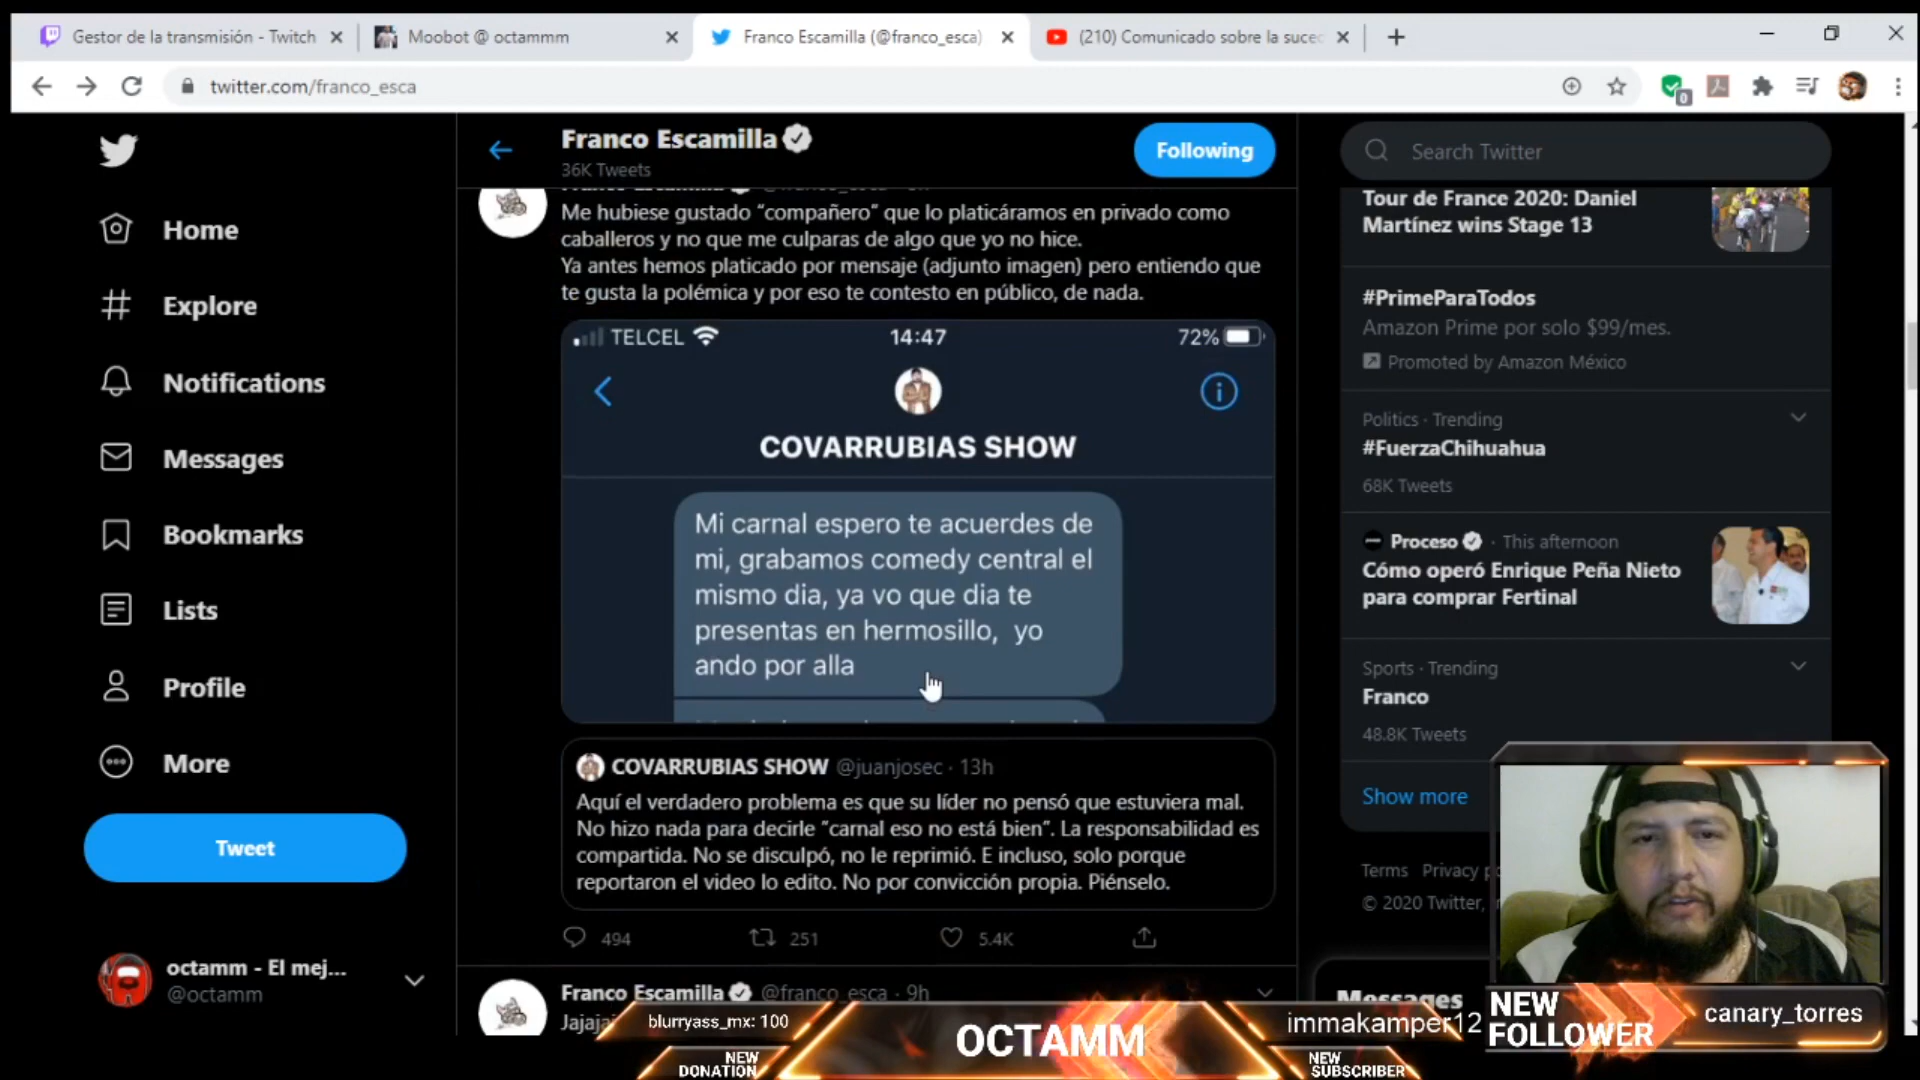 Gestor de la transmisión - Twitch
Moobot @ octammm
Franco Escamilla (@franco_esca)
(210) Comunicado sobre la suce
twitter.com/franco_esca
0
Home
Explore
Notifications
Messages
Bookmarks
Lists
Profile
More
Tweet
octamm - El mej...
@octamm
Franco Escamilla
36K Tweets
Following
Me hubiese gustado “compañero” que lo platicáramos en privado como
caballeros y no que me culparas de algo que yo no hice.
Ya antes hemos platicado por mensaje (adjunto imagen) pero entiendo que
te gusta la polémica y por eso te contesto en público, de nada.
TELCEL
14:47
72%
COVARRUBIAS SHOW
Mi carnal espero te acuerdes de
mi, grabamos comedy central el
mismo dia, ya vo que dia te
presentas en hermosillo, yo
ando por alla
COVARRUBIAS SHOW @juanjosec · 13h
Aquí el verdadero problema es que su líder no pensó que estuviera mal.
No hizo nada para decirle “carnal eso no está bien”. La responsabilidad es
compartida. No se disculpó, no le reprimió. E incluso, solo porque
reportaron el video lo edito. No por convicción propia. Piénselo.
494
251
5.4K
Franco Escamilla @franco_esca · 9h
Jajajaj
Search Twitter
Tour de France 2020: Daniel
Martínez wins Stage 13
#PrimeParaTodos
Amazon Prime por solo $99/mes.
Promoted by Amazon México
Politics · Trending
#FuerzaChihuahua
68K Tweets
Proceso · This afternoon
Cómo operó Enrique Peña Nieto
para comprar Fertinal
Sports · Trending
Franco
48.8K Tweets
Show more
Terms Privacy
© 2020 Twitter,
Messages
blurryass_mx: 100
NEW
DONATION
OCTAMM
immakamper12
NEW
SUBSCRIBER
NEW
FOLLOWER
canary_torres